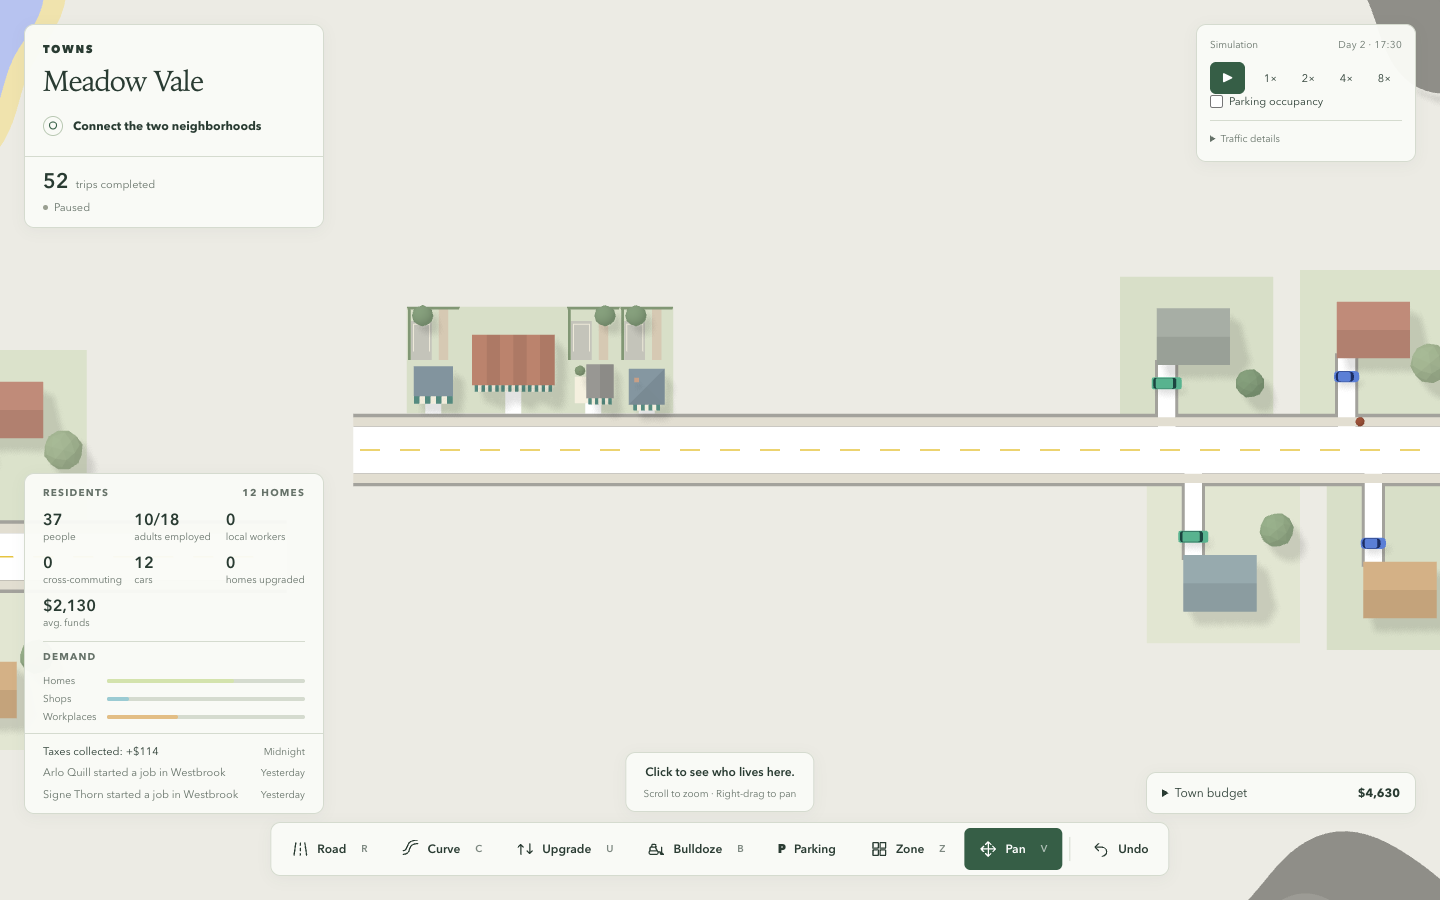 TOWNS
Meadow Vale
Connect the two neighborhoods
52 trips completed
Paused
Simulation Day 2 · 17:30
1× 2× 4× 8×
Parking occupancy
Traffic details
RESIDENTS 12 HOMES
37 10/18 0
people adults employed local workers
0 12 0
cross-commuting cars homes upgraded
$2,130
avg. funds
DEMAND
Homes
Shops
Workplaces
Taxes collected: +$114 Midnight
Arlo Quill started a job in Westbrook Yesterday
Signe Thorn started a job in Westbrook Yesterday
Click to see who lives here.
Scroll to zoom · Right-drag to pan
Town budget $4,630
Road R Curve C Upgrade U Bulldoze B P Parking Zone Z Pan V Undo